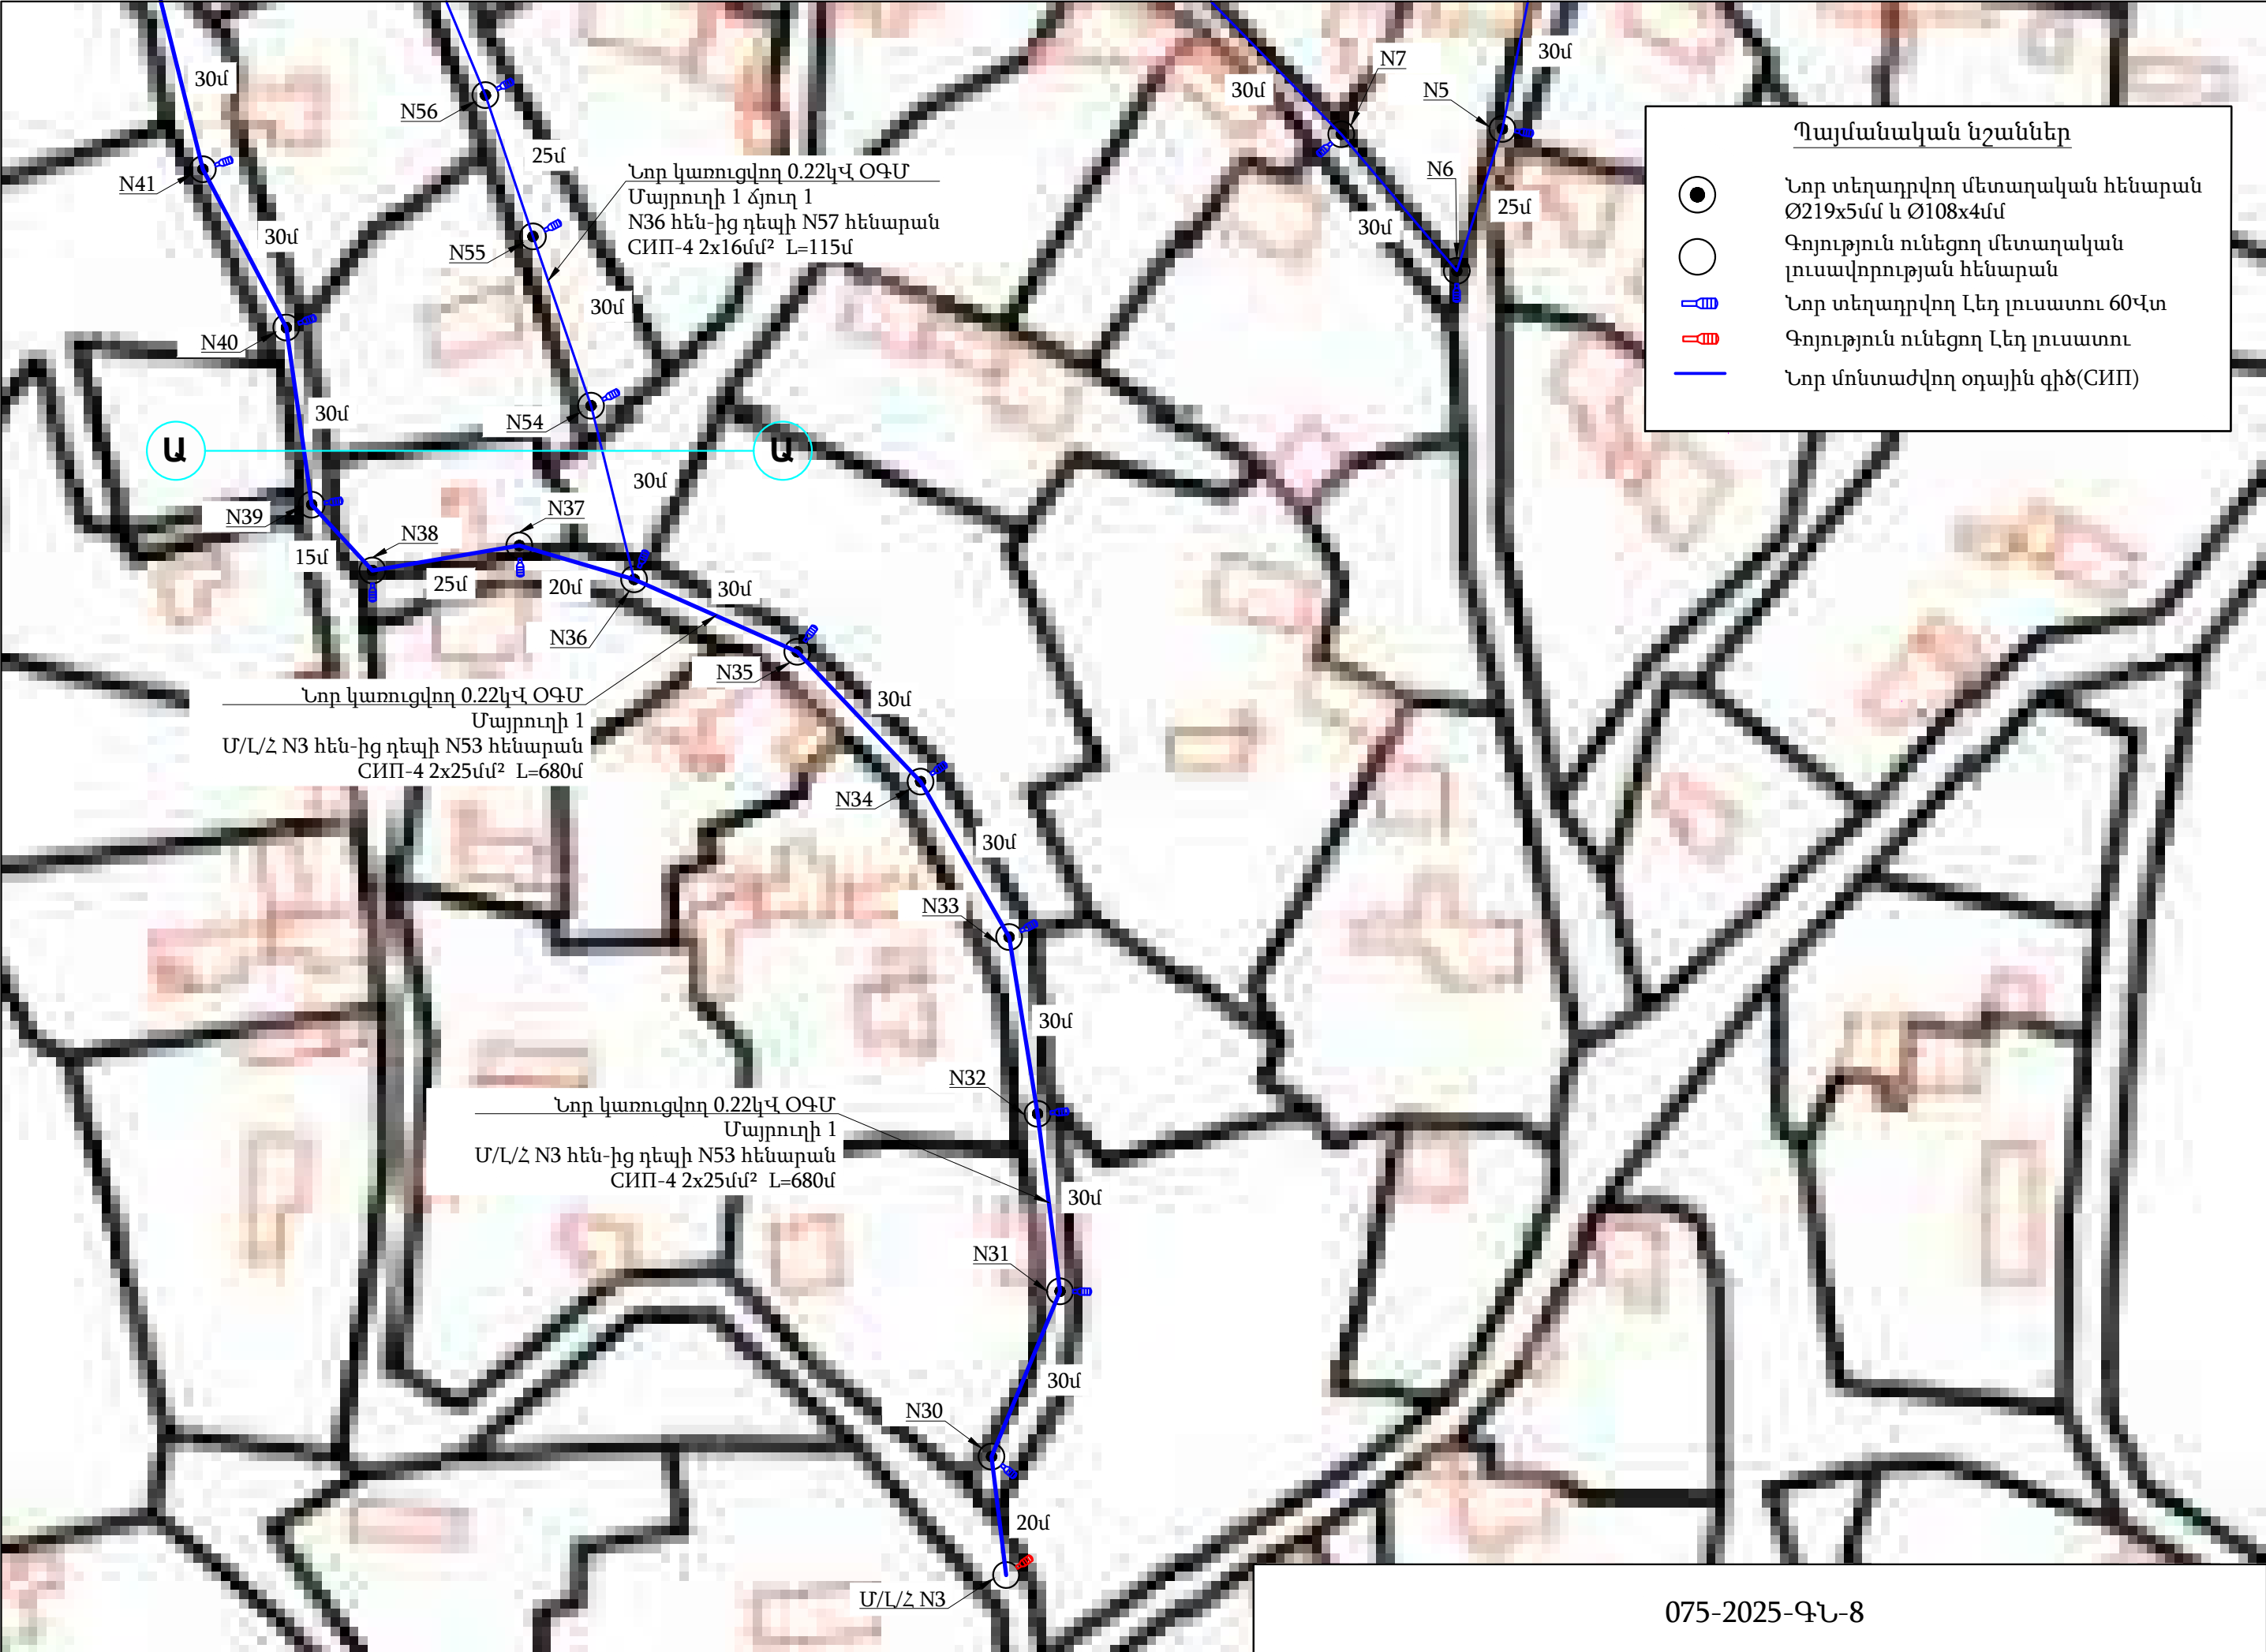 30մ
N56
N41
25մ
Նոր կառուցվող 0.22կՎ ՕԳՄ
Մայրուղի 1 ճյուղ 1
N36 հեն-ից դեպի N57 հենարան
СИП-4 2x16մմ² L=115մ
30մ
N55
30մ
N40
30մ
N54
Ա
Ա
30մ
N39
N38
N37
15մ
25մ
20մ
30մ
N36
N35
Նոր կառուցվող 0.22կՎ ՕԳՄ
Մայրուղի 1
Մ/Լ/Հ N3 հեն-ից դեպի N53 հենարան
СИП-4 2x25մմ² L=680մ
30մ
N34
30մ
N33
30մ
N32
Նոր կառուցվող 0.22կՎ ՕԳՄ
Մայրուղի 1
Մ/Լ/Հ N3 հեն-ից դեպի N53 հենարան
СИП-4 2x25մմ² L=680մ
30մ
N31
30մ
N30
20մ
Մ/Լ/Հ N3
N7
30մ
30մ
N5
N6
25մ
30մ
Պայմանական նշաններ
Նոր տեղադրվող մետաղական հենարան
Ø219x5մմ և Ø108x4մմ
Գոյություն ունեցող մետաղական
լուսավորության հենարան
Նոր տեղադրվող Լեդ լուսատու 60Վտ
Գոյություն ունեցող Լեդ լուսատու
Նոր մոնտաժվող օդային գիծ(СИП)
075-2025-ԳՆ-8